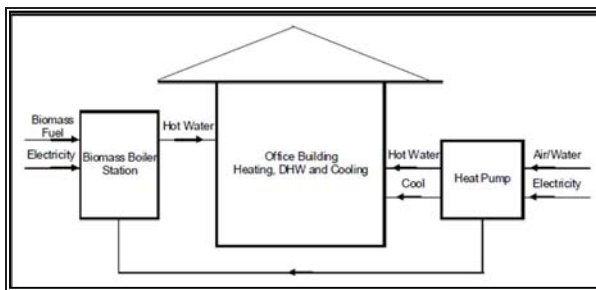 Biomass
Fuel
Electricity
Biomass Boiler
Station
Hot Water
Office Building
Heating, DHW and Cooling
Hot Water
Cool
Heat Pump
Air/Water
Electricity